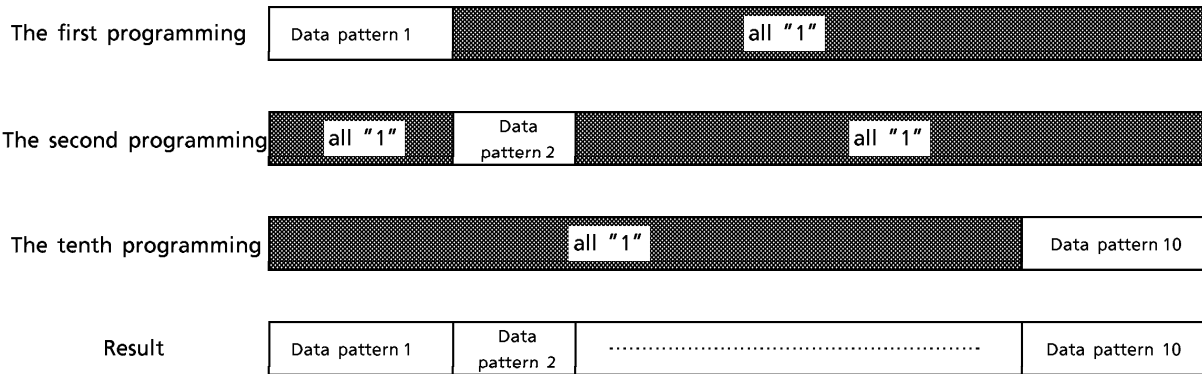 The first programming
Data pattern 1
all "1"
The second programming
all "1"
Data
pattern 2
all "1"
The tenth programming
all "1"
Data pattern 10
Result
Data pattern 1
Data
pattern 2
Data pattern 10